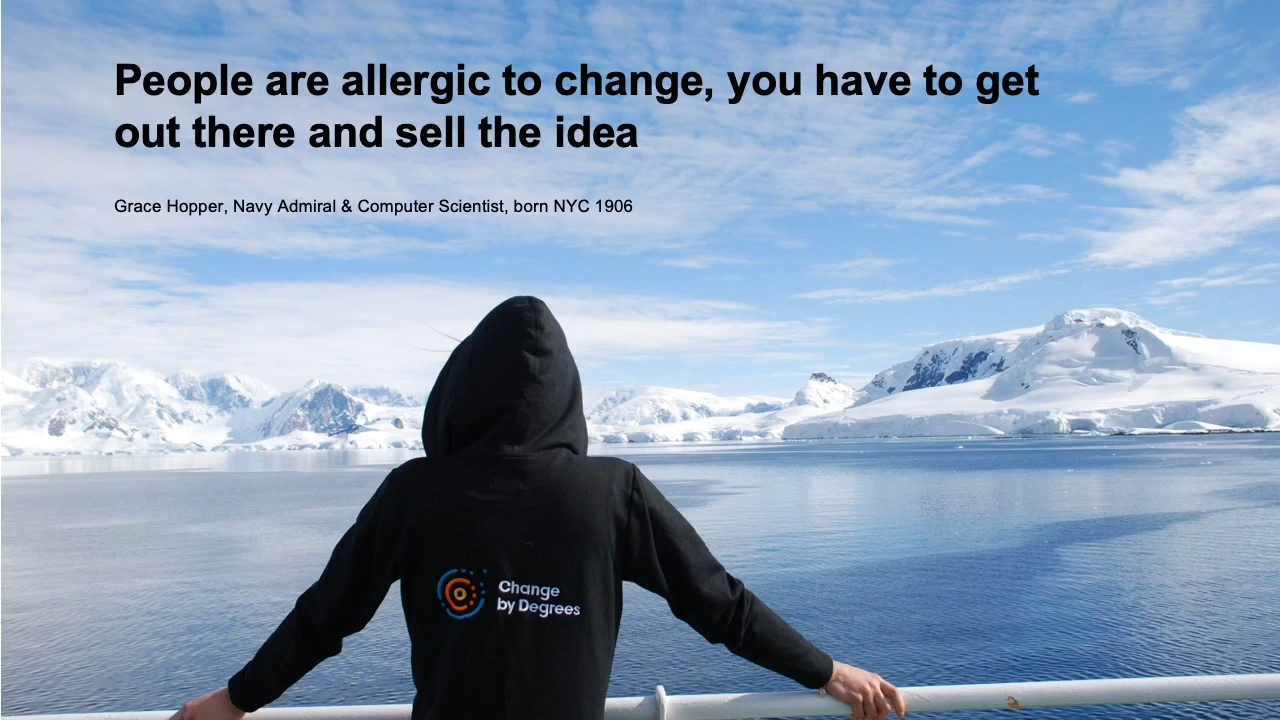 People are allergic to change, you have to get
out there and sell the idea
Grace Hopper, Navy Admiral & Computer Scientist, born NYC 1906
Change
by Degrees